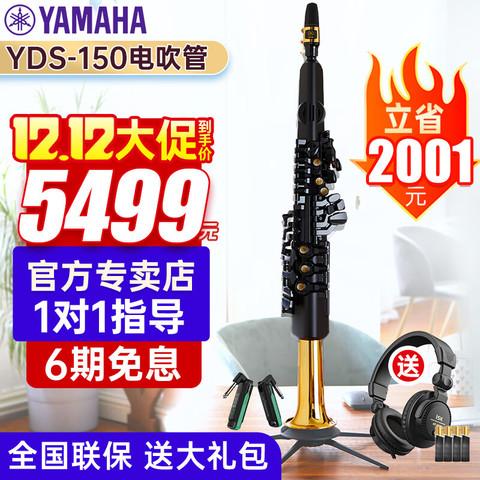 YAMAHA
YDS-150电吹管
12.12大促
到手价
5499元
立省
2001
元
官方专卖店
1对1指导
6期免息
送
全国联保 送大礼包